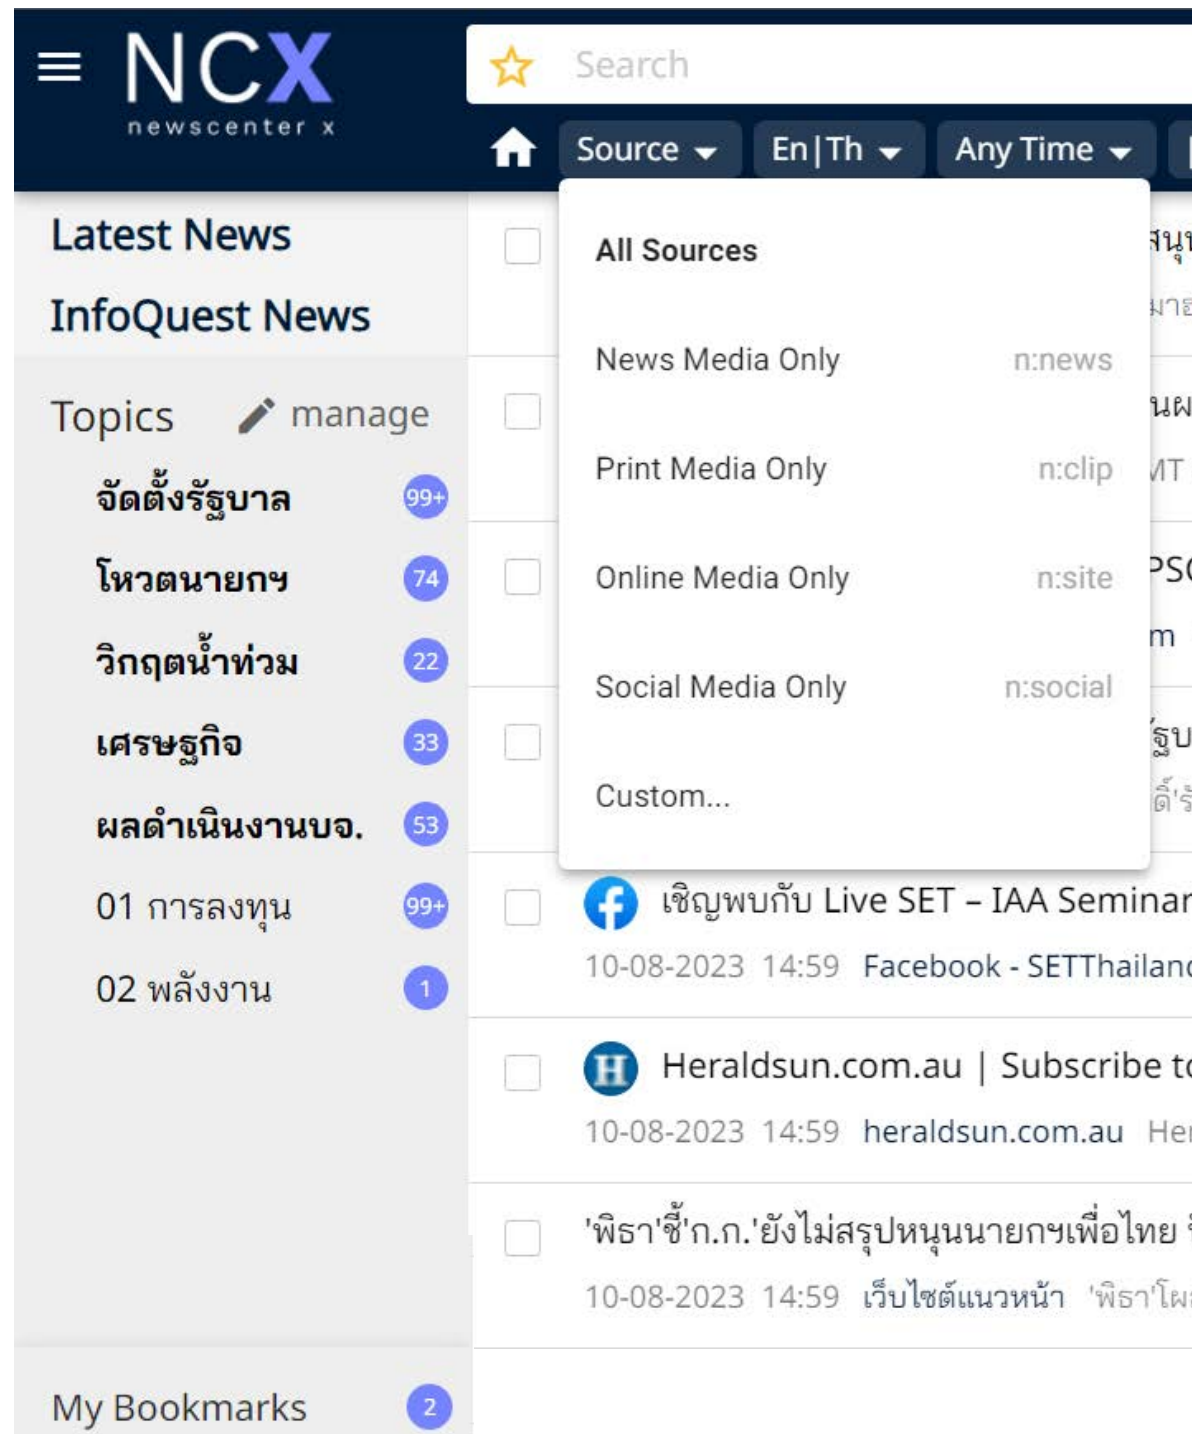 NCX
newscenter x
Search
Source
En|Th
Any Time
Latest News
InfoQuest News
Topics manage
จัดตั้งรัฐบาล 99+
โหวตนายกฯ 74
วิกฤตน้ำท่วม 22
เศรษฐกิจ 33
ผลดำเนินงานบจ. 53
01 การลงทุน 99+
02 พลังงาน 1
My Bookmarks 2
All Sources
News Media Only n:news
Print Media Only n:clip
Online Media Only n:site
Social Media Only n:social
Custom...
เชิญพบกับ Live SET – IAA Seminar
10-08-2023 14:59 Facebook - SETThailand
Heraldsun.com.au | Subscribe to
10-08-2023 14:59 heraldsun.com.au Her
'พิธา'ชี้'ก.ก.'ยังไม่สรุปหนุนนายกฯเพื่อไทย
10-08-2023 14:59 เว็บไซต์แนวหน้า 'พิธา'